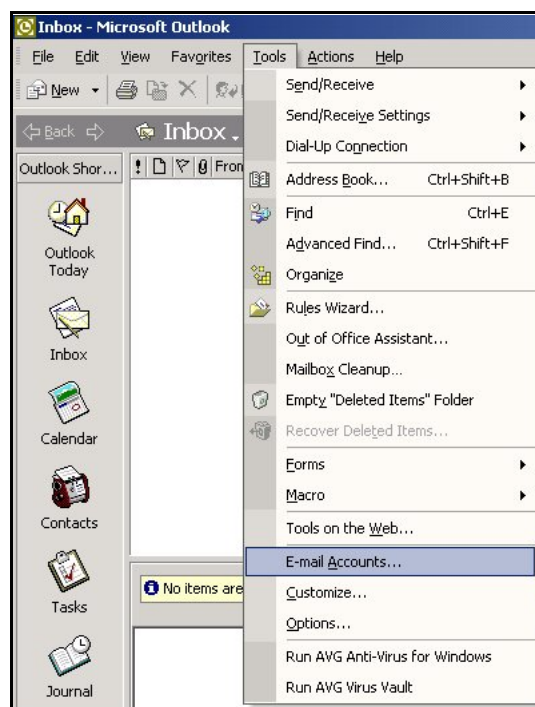 Inbox - Microsoft Outlook
File Edit View Favorites Tools Actions Help
New
Back Inbox .
Outlook Shor...
! From
Outlook Today
Inbox
Calendar
Contacts
Tasks
Journal
Send/Receive
Send/Receive Settings
Dial-Up Connection
Address Book... Ctrl+Shift+B
Find Ctrl+E
Advanced Find... Ctrl+Shift+F
Organize
Rules Wizard...
Out of Office Assistant...
Mailbox Cleanup...
Empty "Deleted Items" Folder
Recover Deleted Items...
Forms
Macro
Tools on the Web...
E-mail Accounts...
Customize...
Options...
Run AVG Anti-Virus for Windows
Run AVG Virus Vault
No items are